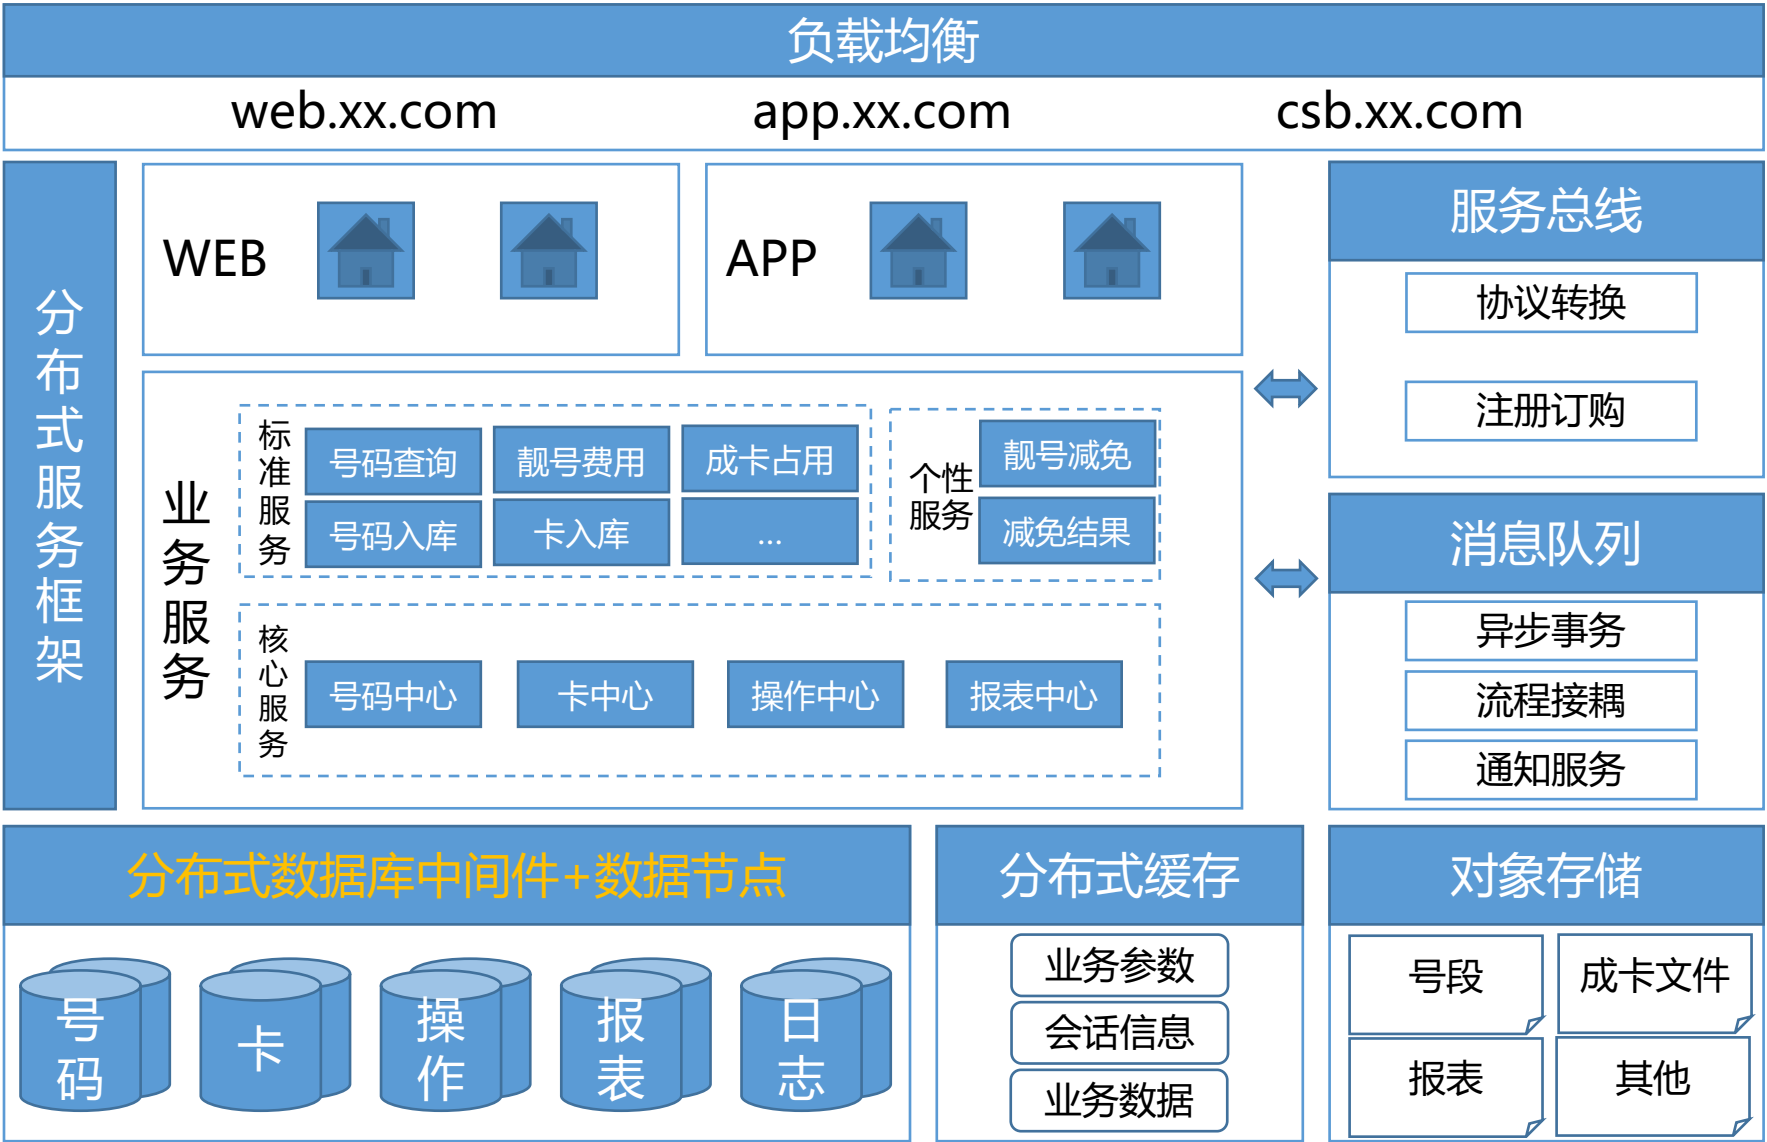 负载均衡
web.xx.com
app.xx.com
csb.xx.com
分布式服务框架
WEB
APP
业务服务
标准服务
号码查询
靓号费用
成卡占用
号码入库
卡入库
...
个性
服务
靓号减免
减免结果
核心服务
号码中心
卡中心
操作中心
报表中心
服务总线
协议转换
注册订购
消息队列
异步事务
流程接耦
通知服务
分布式数据库中间件+数据节点
号码
卡
操作
报表
日志
分布式缓存
业务参数
会话信息
业务数据
对象存储
号段
成卡文件
报表
其他